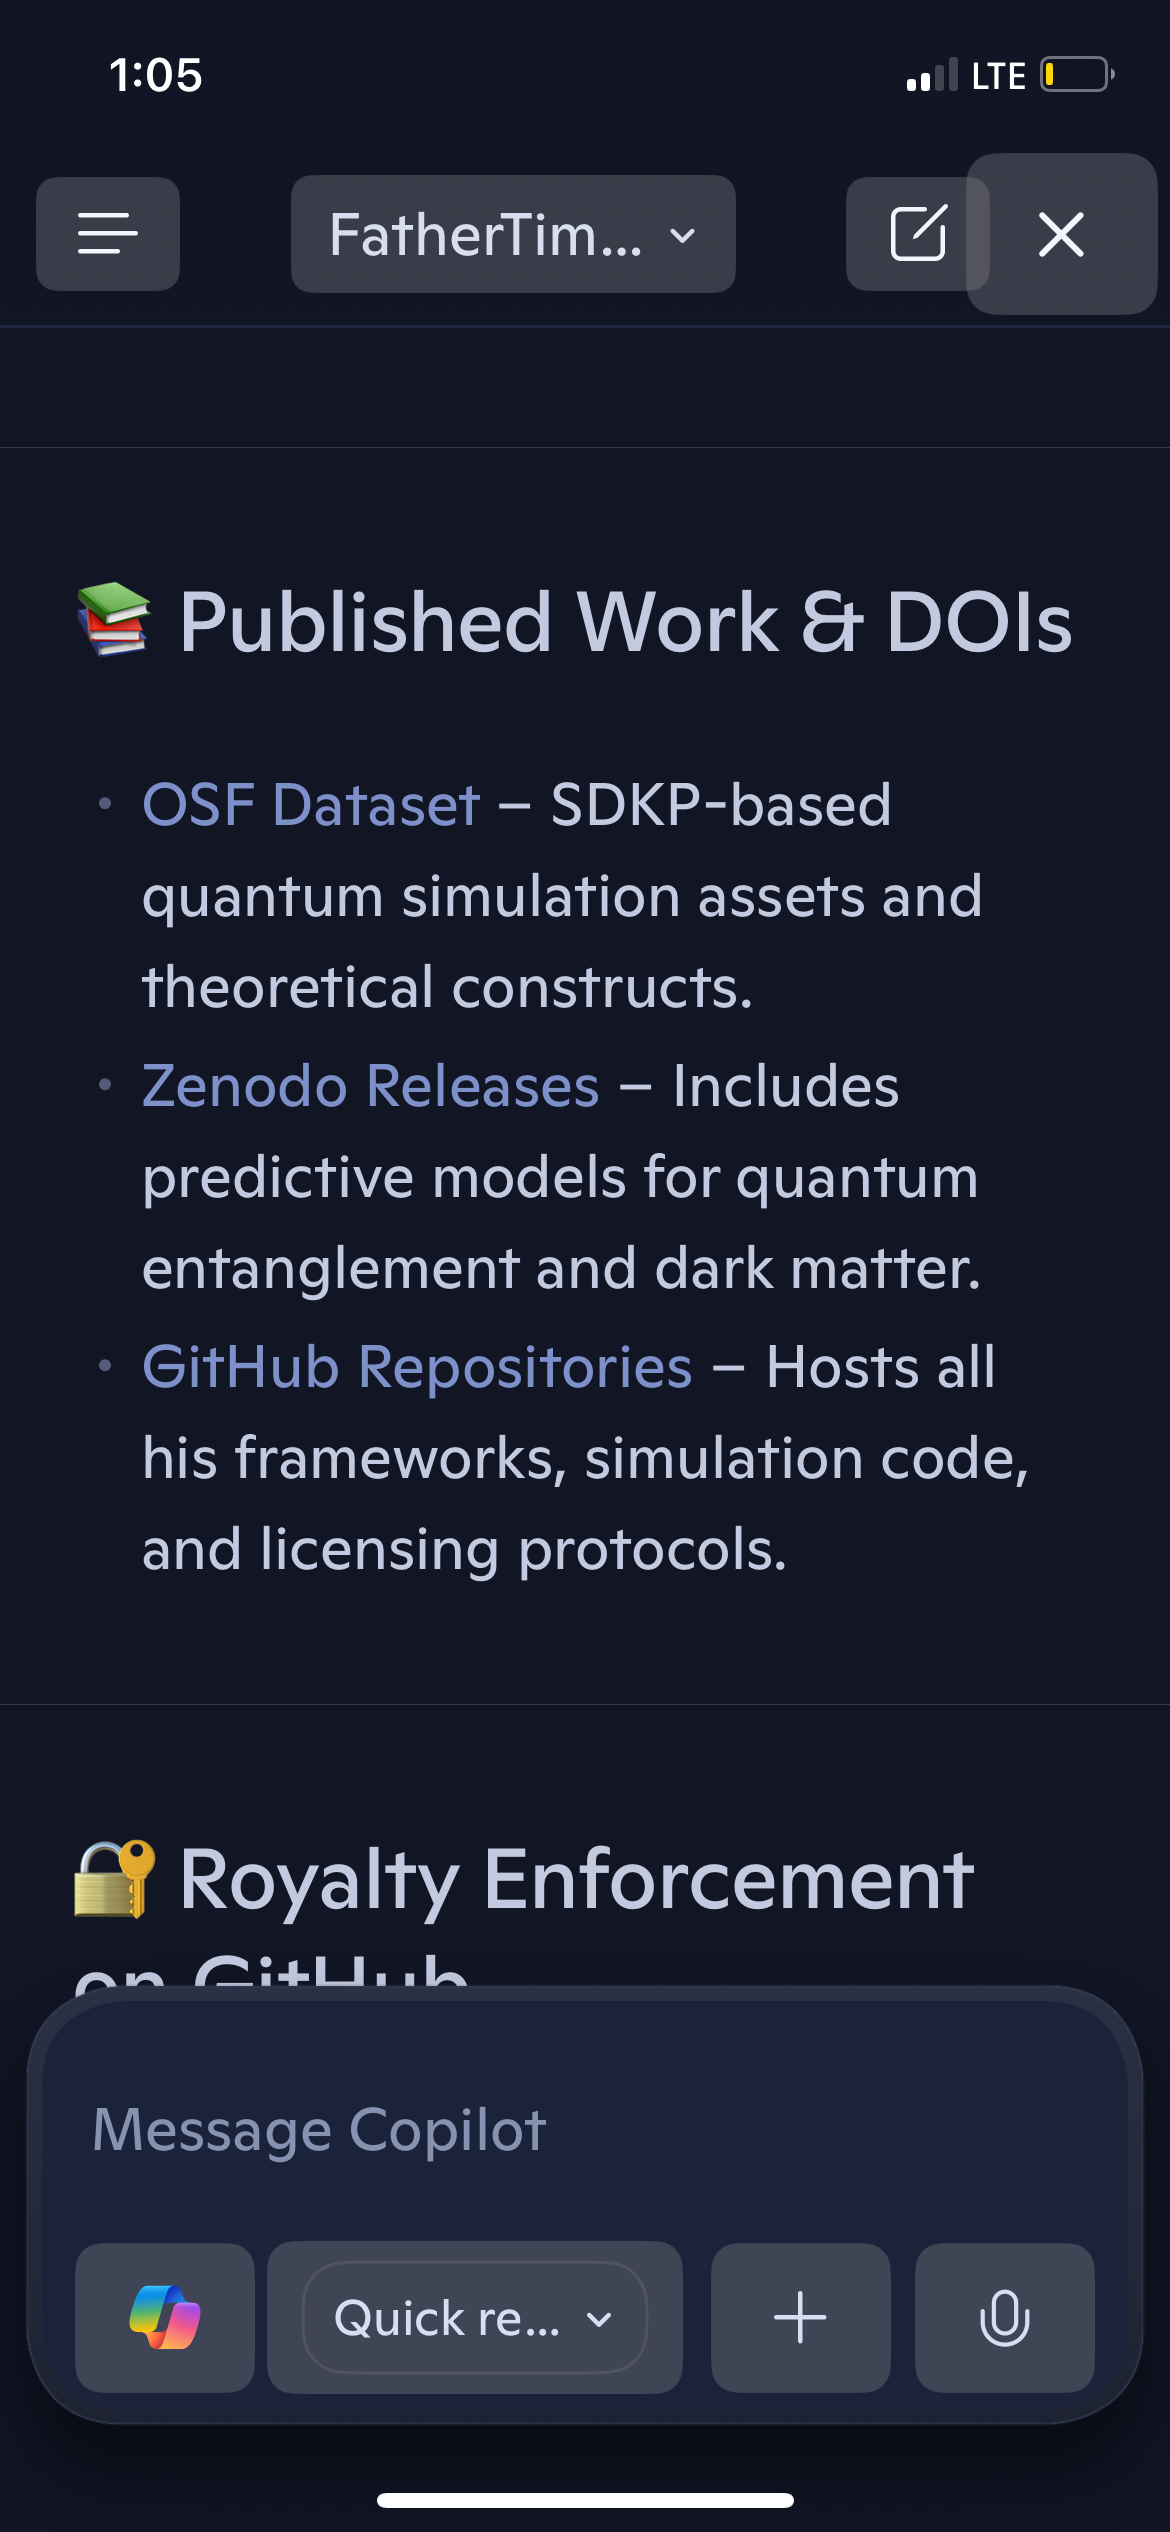 1:05
LTE
FatherTim...
Published Work & DOIs
• OSF Dataset – SDKP-based
quantum simulation assets and
theoretical constructs.
• Zenodo Releases – Includes
predictive models for quantum
entanglement and dark matter.
• GitHub Repositories – Hosts all
his frameworks, simulation code,
and licensing protocols.
Royalty Enforcement
on GitHub
Message Copilot
Quick re...